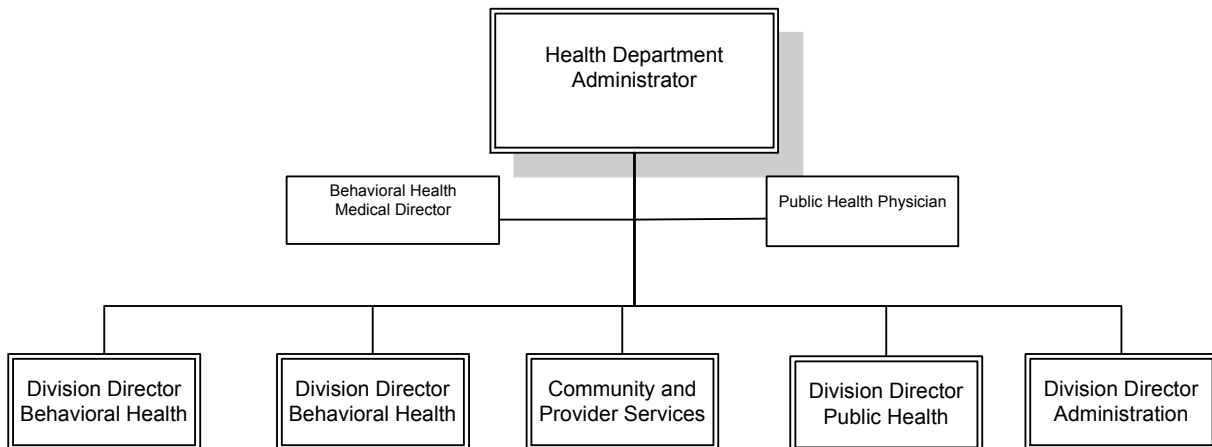 Health Department
Administrator
Behavioral Health
Medical Director
Public Health Physician
Division Director
Behavioral Health
Division Director
Behavioral Health
Community and
Provider Services
Division Director
Public Health
Division Director
Administration